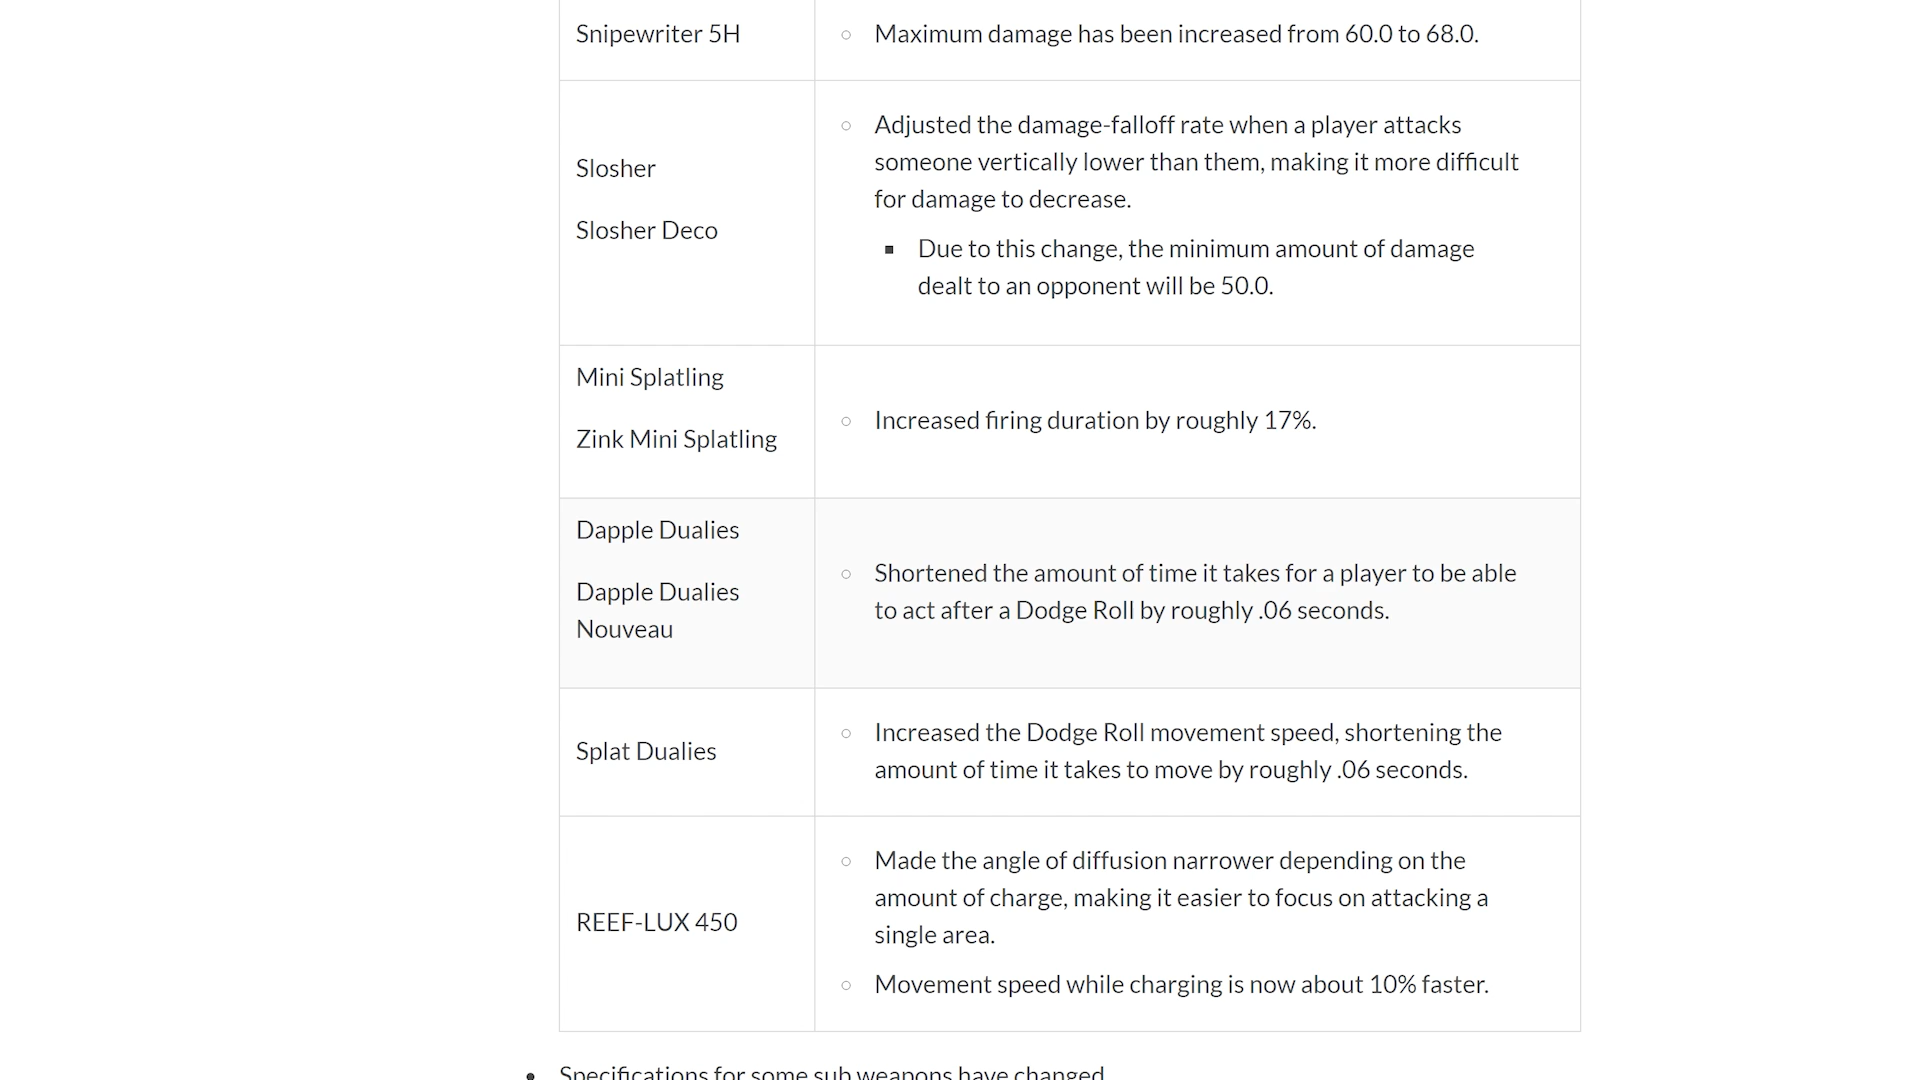 Snipewriter 5H
Maximum damage has been increased from 60.0 to 68.0.
Slosher
Slosher Deco
Adjusted the damage-falloff rate when a player attacks
someone vertically lower than them, making it more difficult
for damage to decrease.
Due to this change, the minimum amount of damage
dealt to an opponent will be 50.0.
Mini Splatling
Zink Mini Splatling
Increased firing duration by roughly 17%.
Dapple Dualies
Dapple Dualies
Nouveau
Shortened the amount of time it takes for a player to be able
to act after a Dodge Roll by roughly .06 seconds.
Splat Dualies
Increased the Dodge Roll movement speed, shortening the
amount of time it takes to move by roughly .06 seconds.
REEF-LUX 450
Made the angle of diffusion narrower depending on the
amount of charge, making it easier to focus on attacking a
single area.
Movement speed while charging is now about 10% faster.
Specifications for some sub weapons have changed